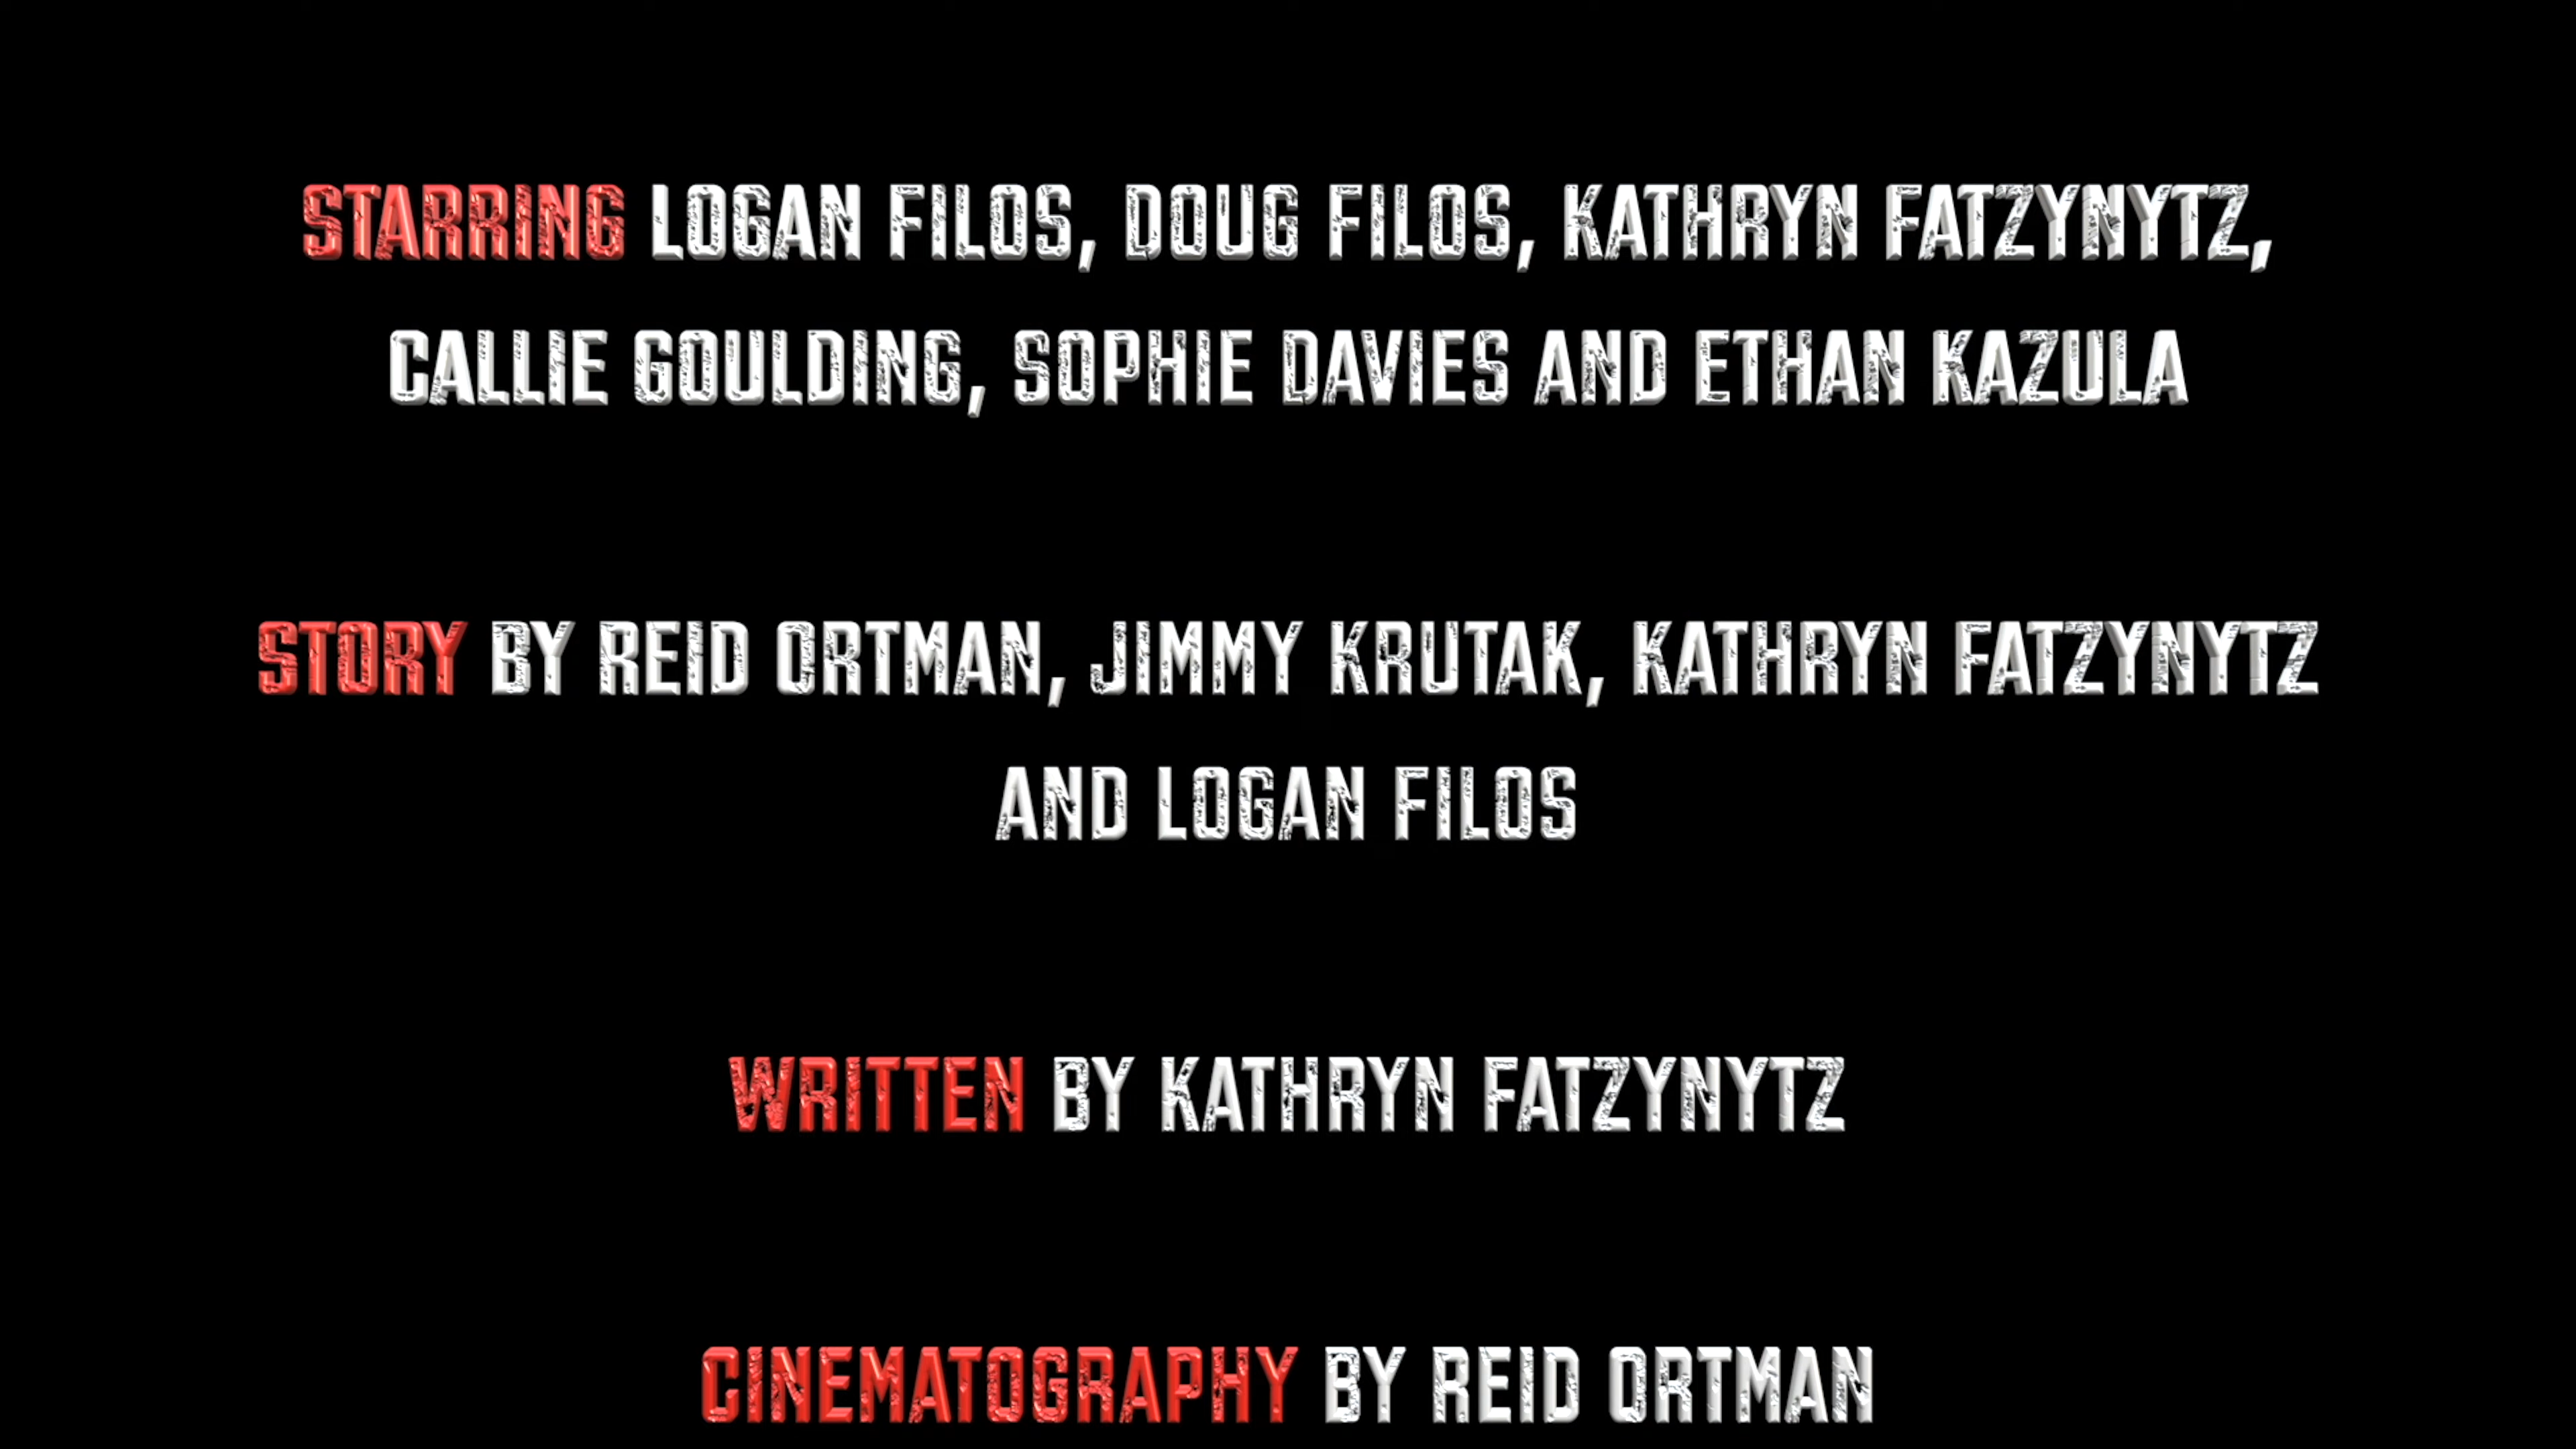 STARRING LOGAN FILOS, DOUG FILOS, KATHRYN FATZYNYTZ,
CALLIE GOULDING, SOPHIE DAVIES AND ETHAN KAZULA
STORY BY REID ORTMAN, JIMMY KRUTAK, KATHRYN FATZYNYTZ
AND LOGAN FILOS
WRITTEN BY KATHRYN FATZYNYTZ
CINEMATOGRAPHY BY REID ORTMAN